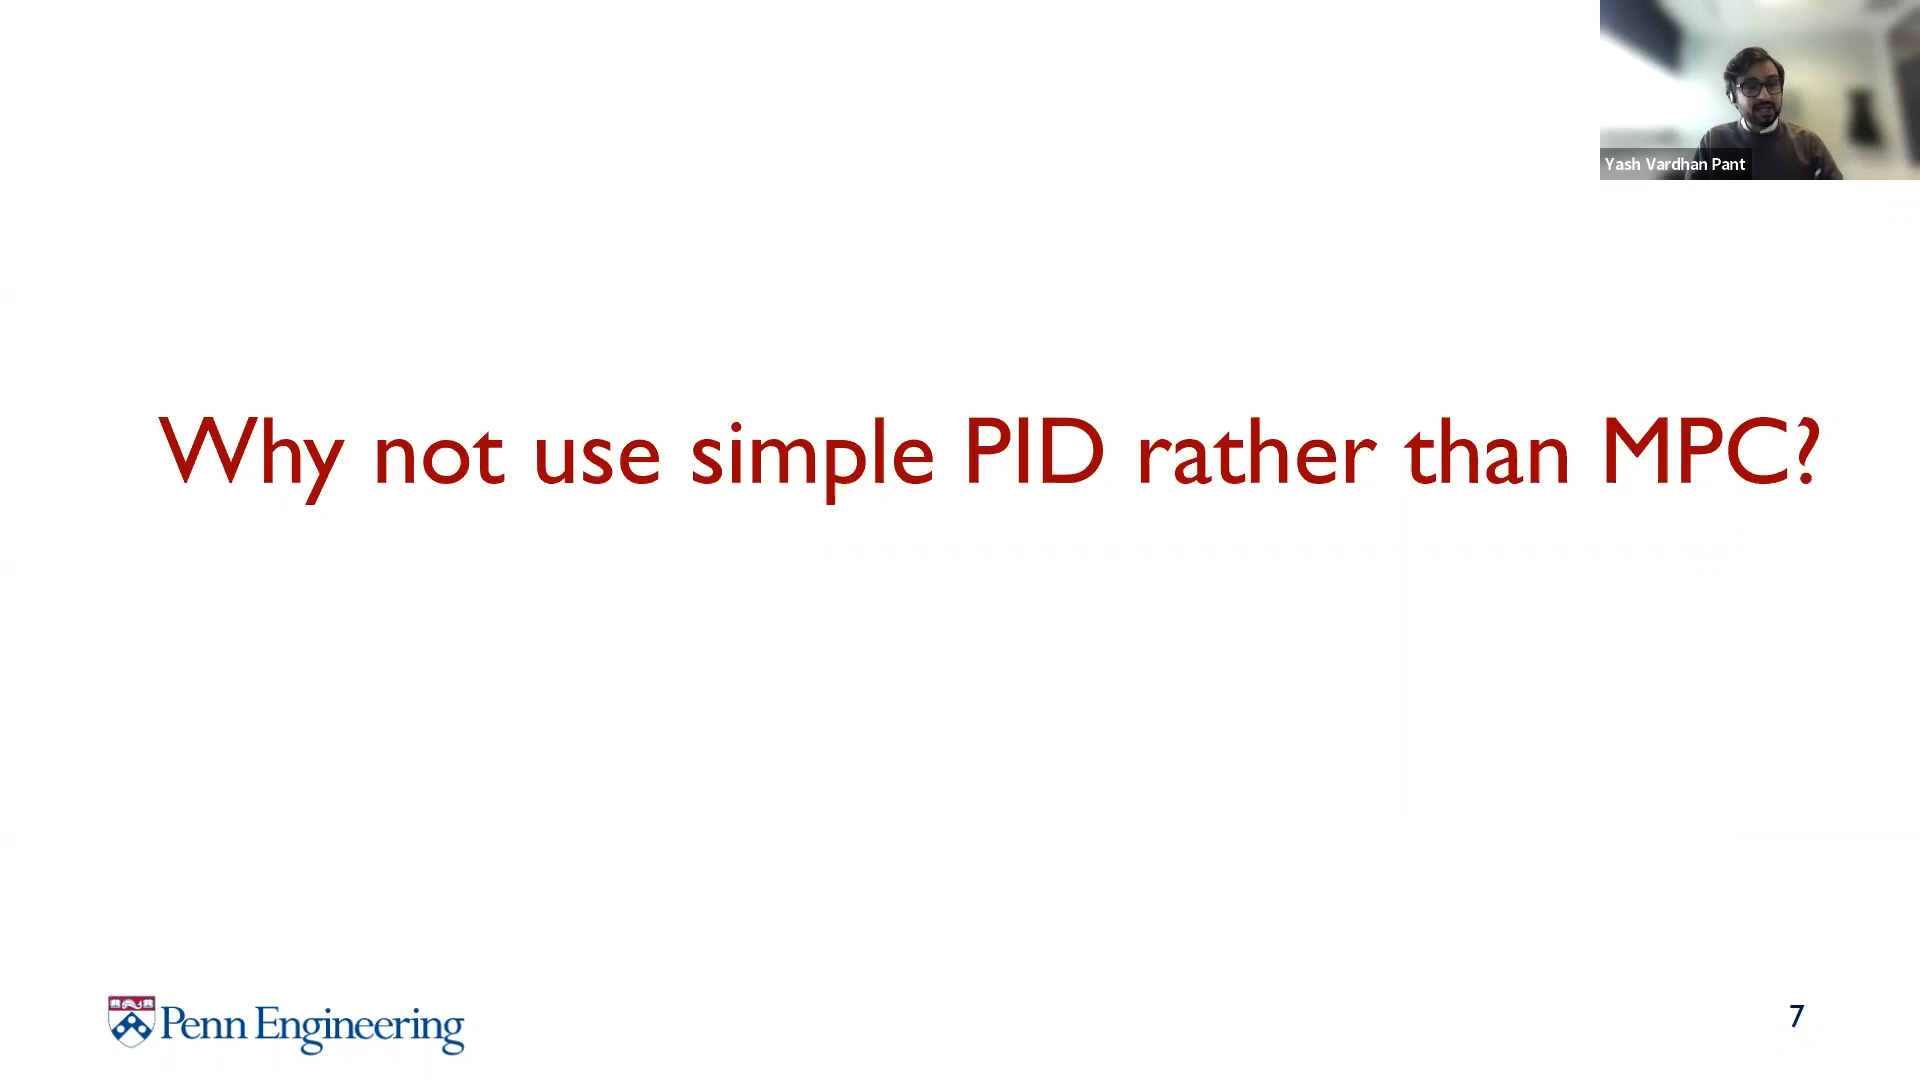 Yash Vardhan Pant
Why not use simple PID rather than MPC?
Penn Engineering
7